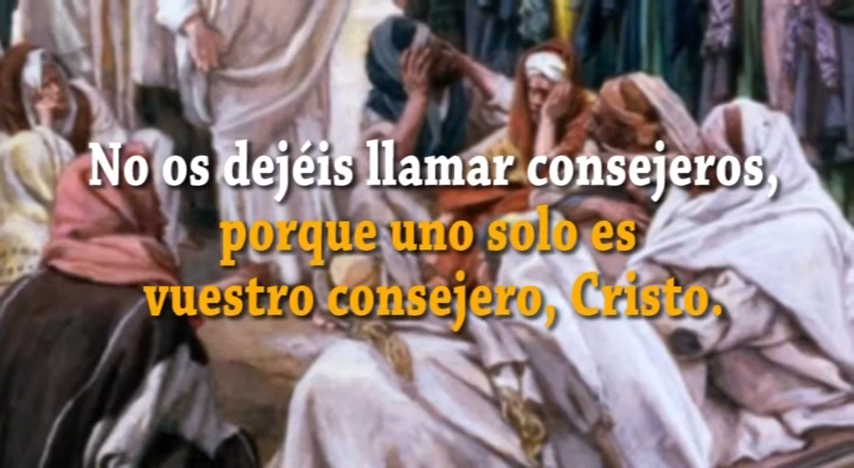 No os dejéis llamar consejeros,
porque uno solo es
vuestro consejero, Cristo.